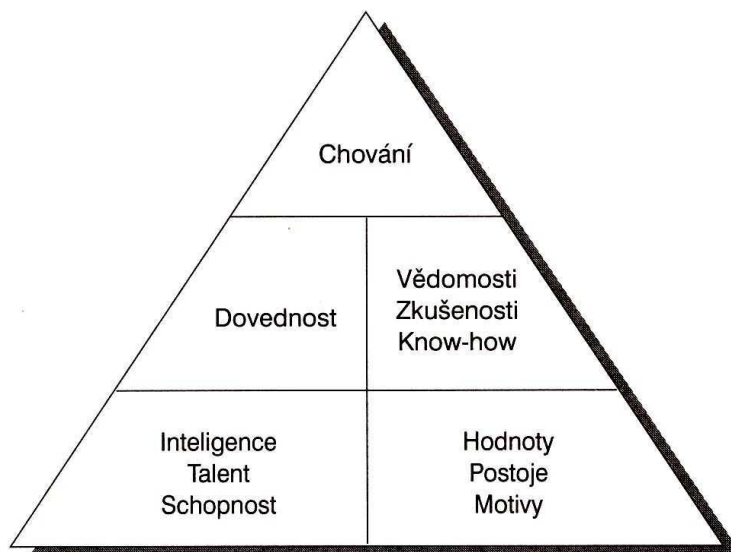 Chování
Dovednost
Vědomosti
Zkušenosti
Know-how
Inteligence
Talent
Schopnost
Hodnoty
Postoje
Motivy